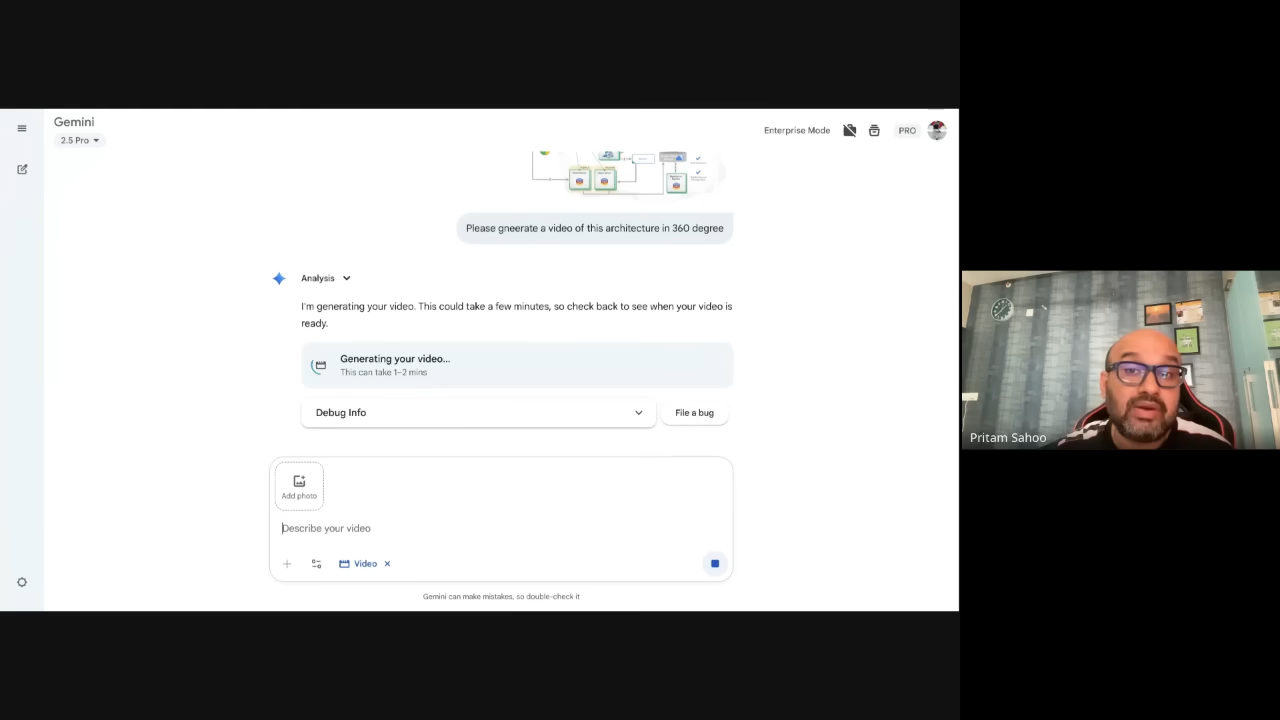 Gemini
2.5 Pro
Enterprise Mode
PRO
Please gneerate a video of this architecture in 360 degree
Analysis
I'm generating your video. This could take a few minutes, so check back to see when your video is
ready.
Generating your video...
This can take 1–2 mins
Debug Info
File a bug
Add photo
Describe your video
Video
Gemini can make mistakes, so double-check it
Pritam Sahoo